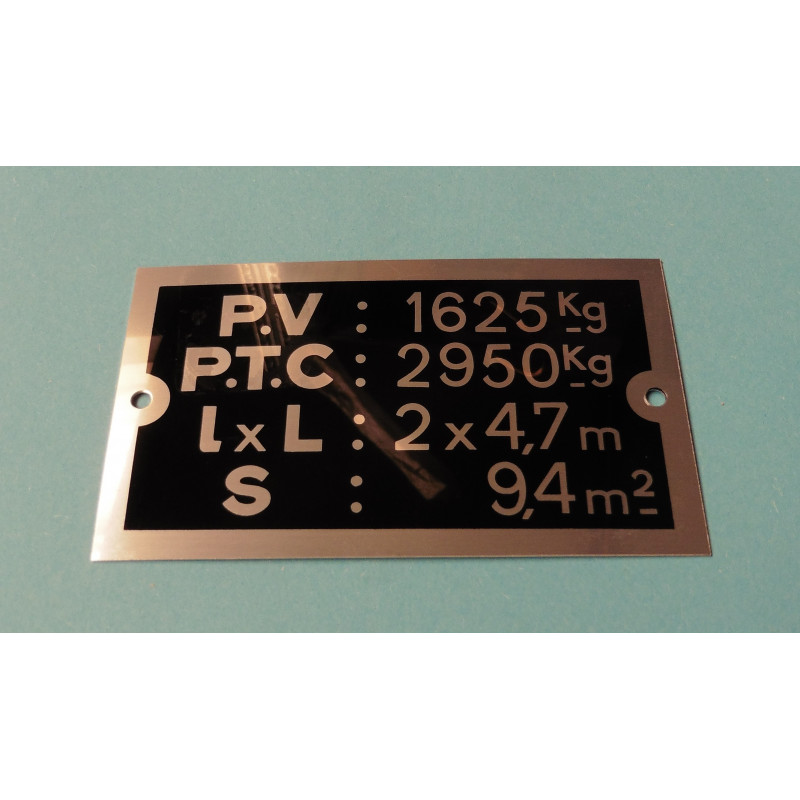 P.V : 1625 Kg
P.T.C : 2950 Kg
l x L : 2 x 4,7 m
S : 9,4 m²